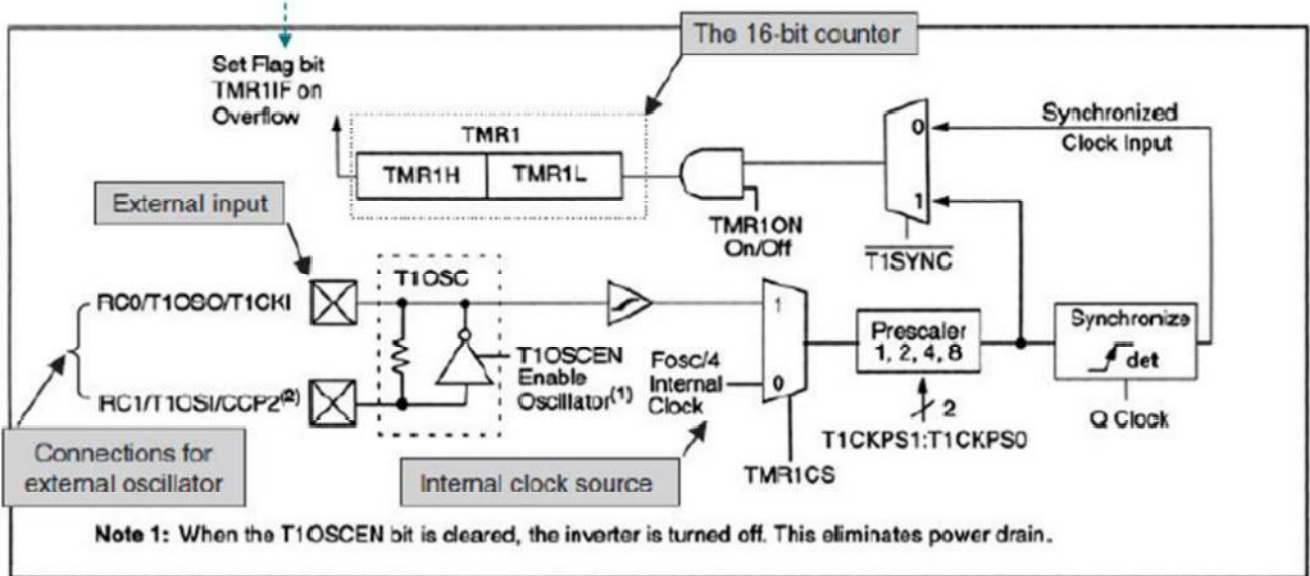 The 16-bit counter
Set Flag bit
TMR1IF on
Overflow
TMR1
TMR1H
TMR1L
0
Synchronized
Clock Input
1
TMR1ON
On/Off
T1SYNC
External input
T1OSC
RC0/T1OSO/T1CKI
1
Prescaler
1, 2, 4, 8
Synchronize
det
T1OSCEN
Enable
Oscillator(1)
Fosc/4
Internal
Clock
0
RC1/T1OSI/CCP2(2)
2
Q Clock
T1CKPS1:T1CKPS0
Connections for
external oscillator
Internal clock source
TMR1CS
Note 1: When the T1OSCEN bit is cleared, the inverter is turned off. This eliminates power drain.